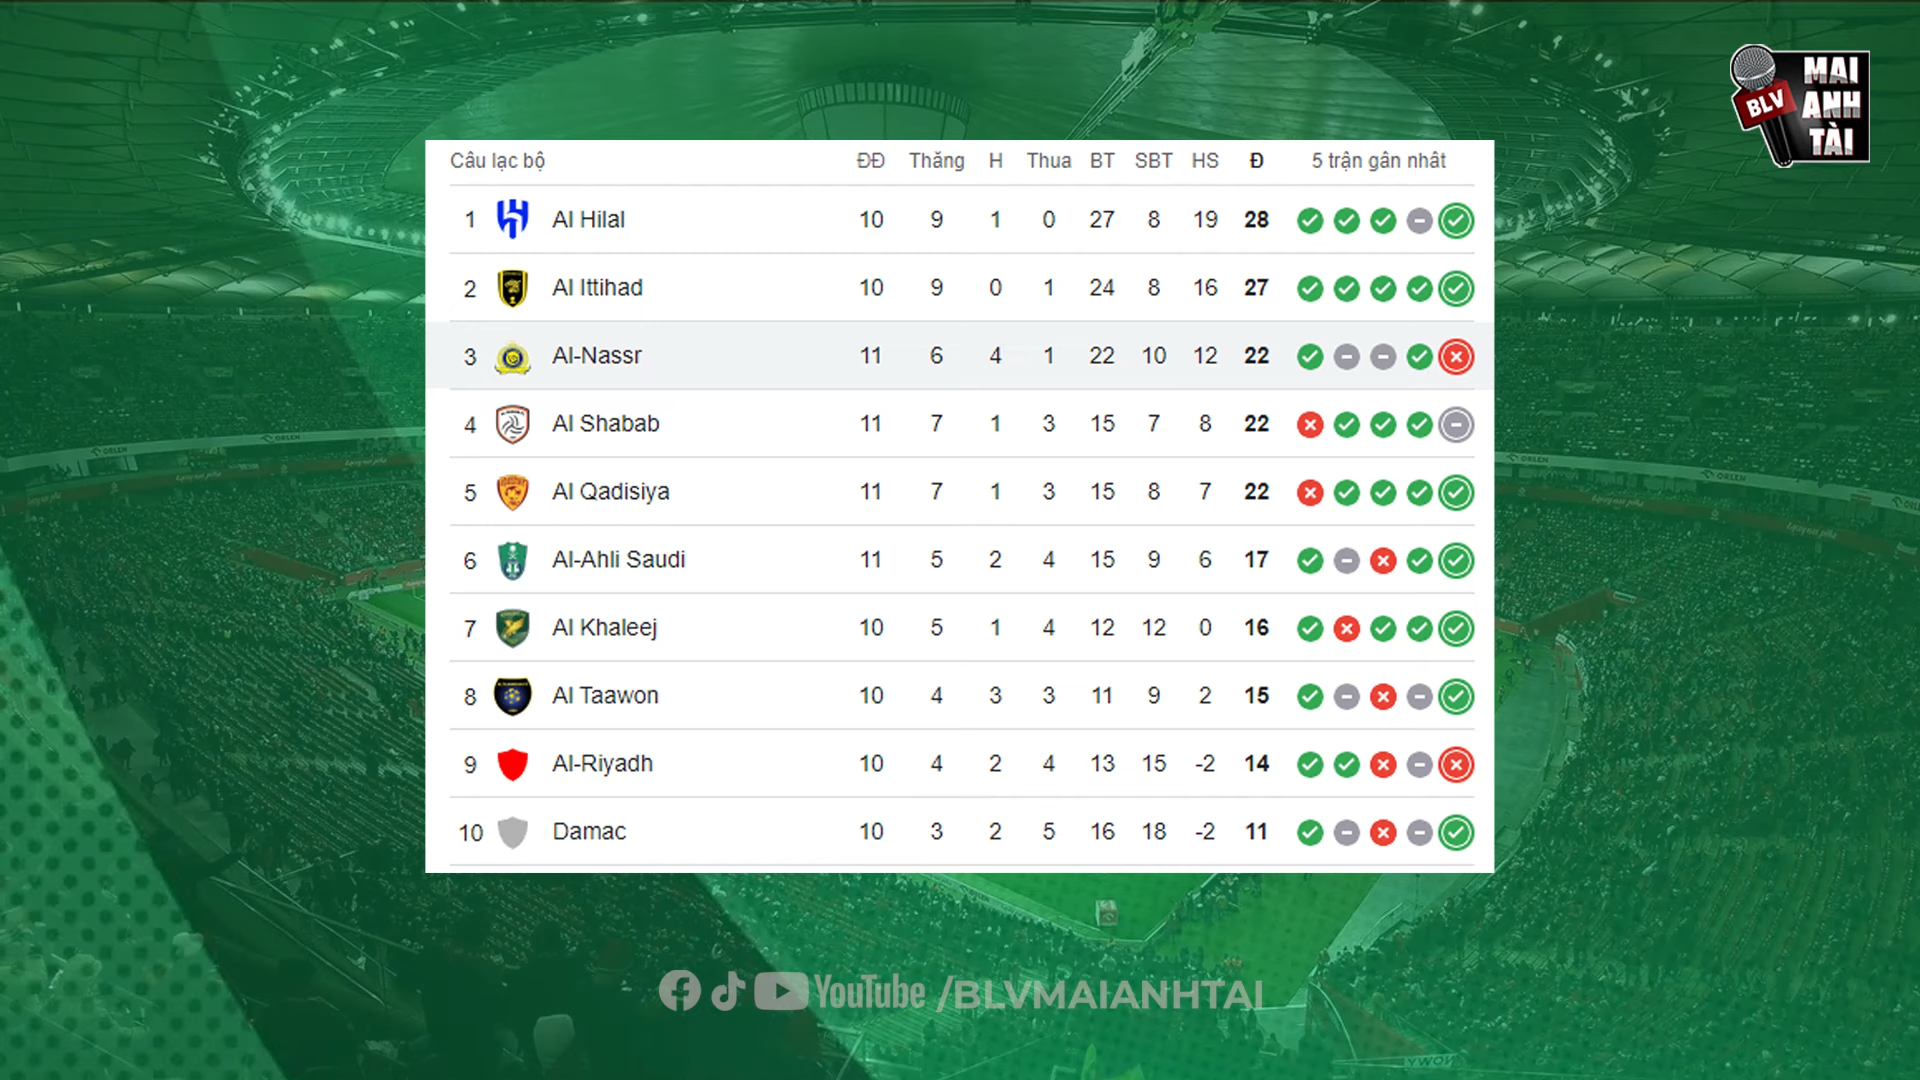 MAI
BLV ANH
TÀI
Câu lạc bộ ĐĐ Thắng H Thua BT SBT HS Đ 5 trận gần nhất
1 Al Hilal 10 9 1 0 27 8 19 28
2 Al Ittihad 10 9 0 1 24 8 16 27
3 Al-Nassr 11 6 4 1 22 10 12 22
4 Al Shabab 11 7 1 3 15 7 8 22
5 Al Qadisiya 11 7 1 3 15 8 7 22
6 Al-Ahli Saudi 11 5 2 4 15 9 6 17
7 Al Khaleej 10 5 1 4 12 12 0 16
8 Al Taawon 10 4 3 3 11 9 2 15
9 Al-Riyadh 10 4 2 4 13 15 -2 14
10 Damac 10 3 2 5 16 18 -2 11
ORLEN ORLEN
ORLEN ORLEN
YouTube /BLVMAIANHTAI